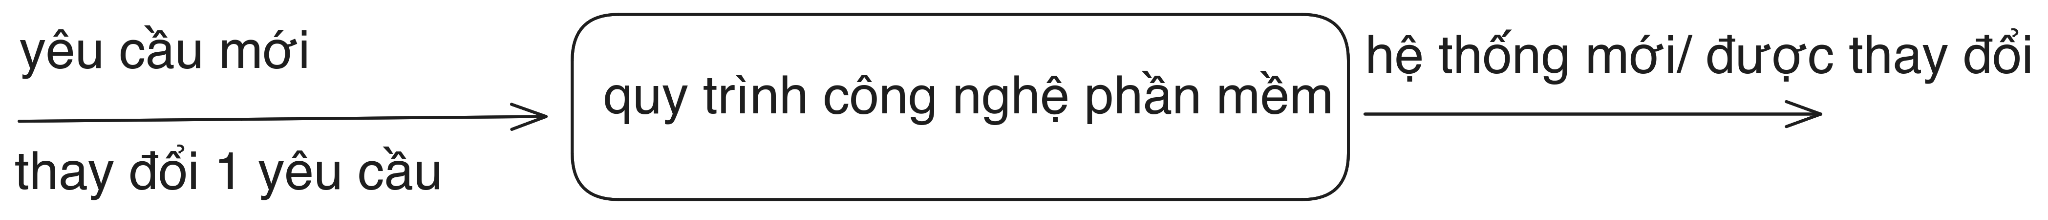 yêu cầu mới
thay đổi 1 yêu cầu
quy trình công nghệ phần mềm
hệ thống mới/ được thay đổi